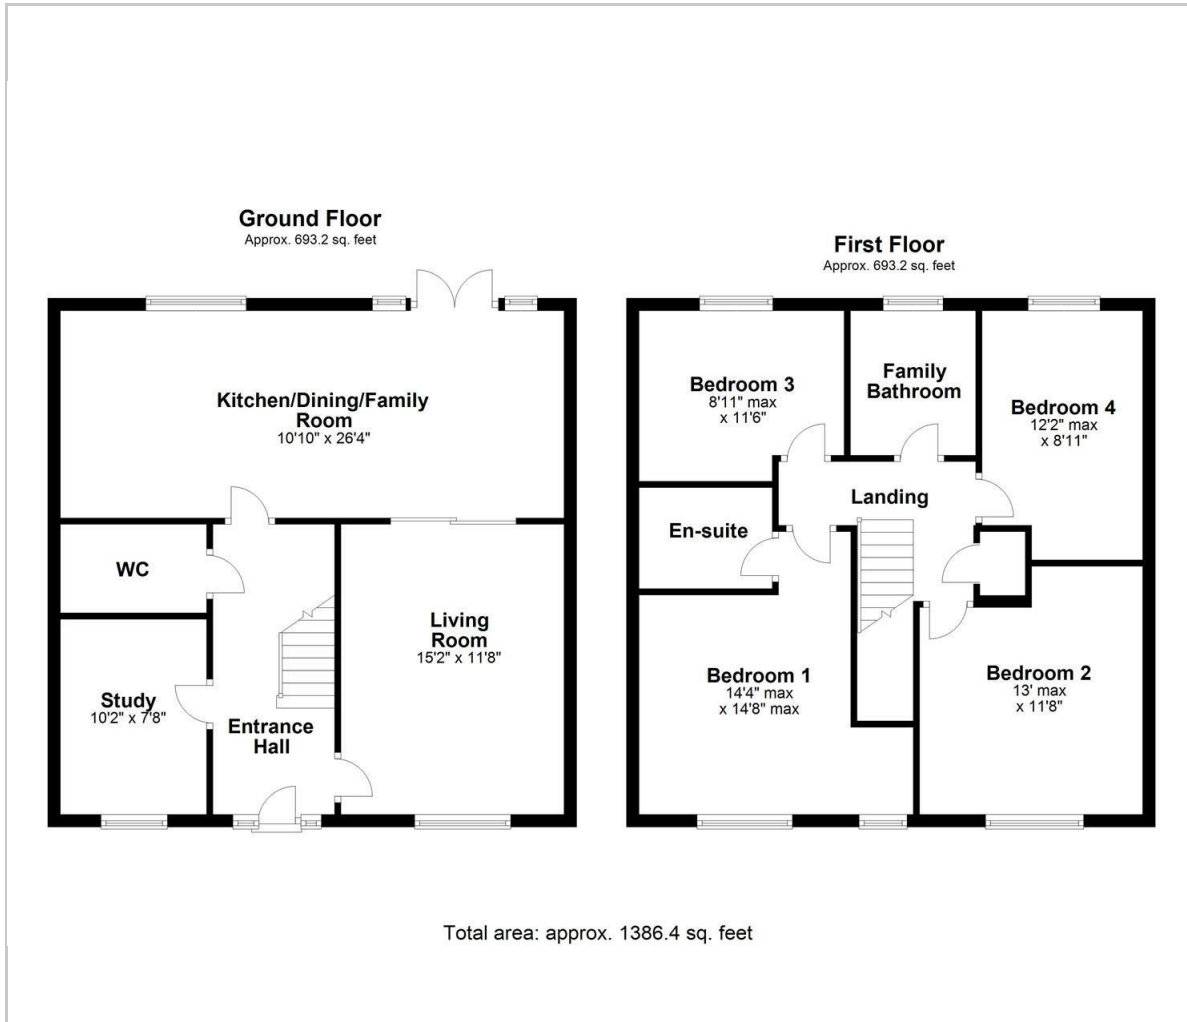 Ground Floor
Approx. 693.2 sq. feet
Kitchen/Dining/Family
Room
10'10" x 26'4"
WC
Living
Room
15'2" x 11'8"
Study
10'2" x 7'8"
Entrance
Hall
First Floor
Approx. 693.2 sq. feet
Bedroom 3
8'11" max
x 11'6"
Family
Bathroom
Bedroom 4
12'2" max
x 8'11"
Landing
En-suite
Bedroom 1
14'4" max
x 14'8" max
Bedroom 2
13' max
x 11'8"
Total area: approx. 1386.4 sq. feet